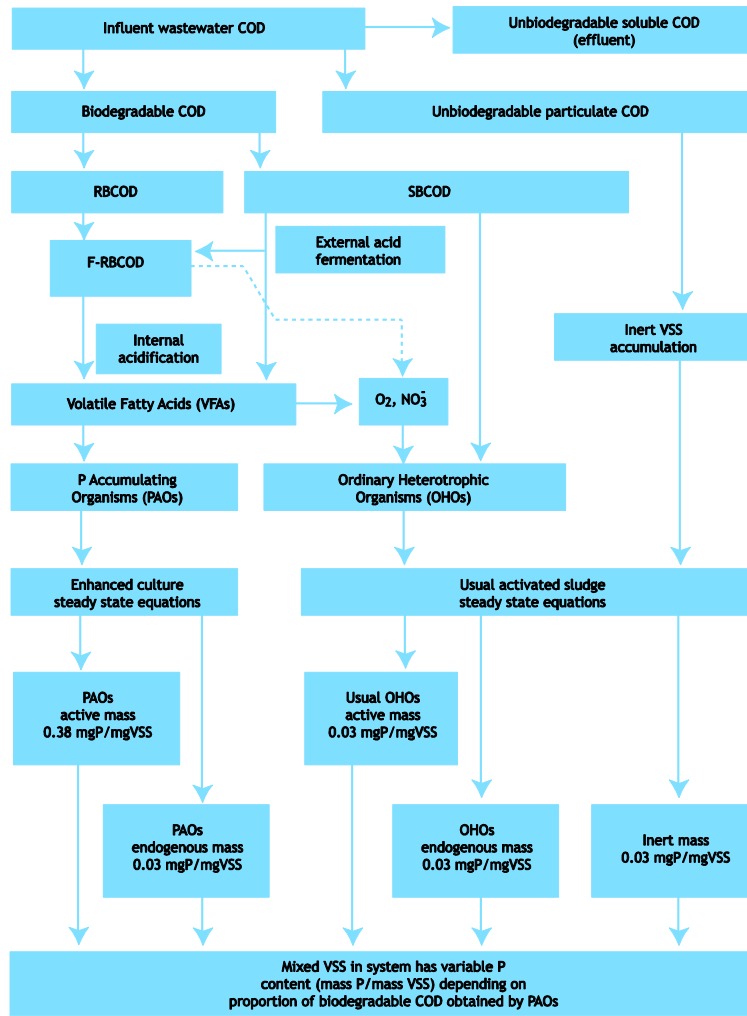 Influent wastewater COD
Unbiodegradable soluble COD
(effluent)
Biodegradable COD
Unbiodegradable particulate COD
RBCOD
SBCOD
F-RBCOD
External acid
fermentation
Internal
acidification
Inert VSS
accumulation
Volatile Fatty Acids (VFAs)
O₂, NO₃⁻
P Accumulating
Organisms (PAOs)
Ordinary Heterotrophic
Organisms (OHOs)
Enhanced culture
steady state equations
Usual activated sludge
steady state equations
PAOs
active mass
0.38 mgP/mgVSS
Usual OHOs
active mass
0.03 mgP/mgVSS
PAOs
endogenous mass
0.03 mgP/mgVSS
OHOs
endogenous mass
0.03 mgP/mgVSS
Inert mass
0.03 mgP/mgVSS
Mixed VSS in system has variable P
content (mass P/mass VSS) depending on
proportion of biodegradable COD obtained by PAOs